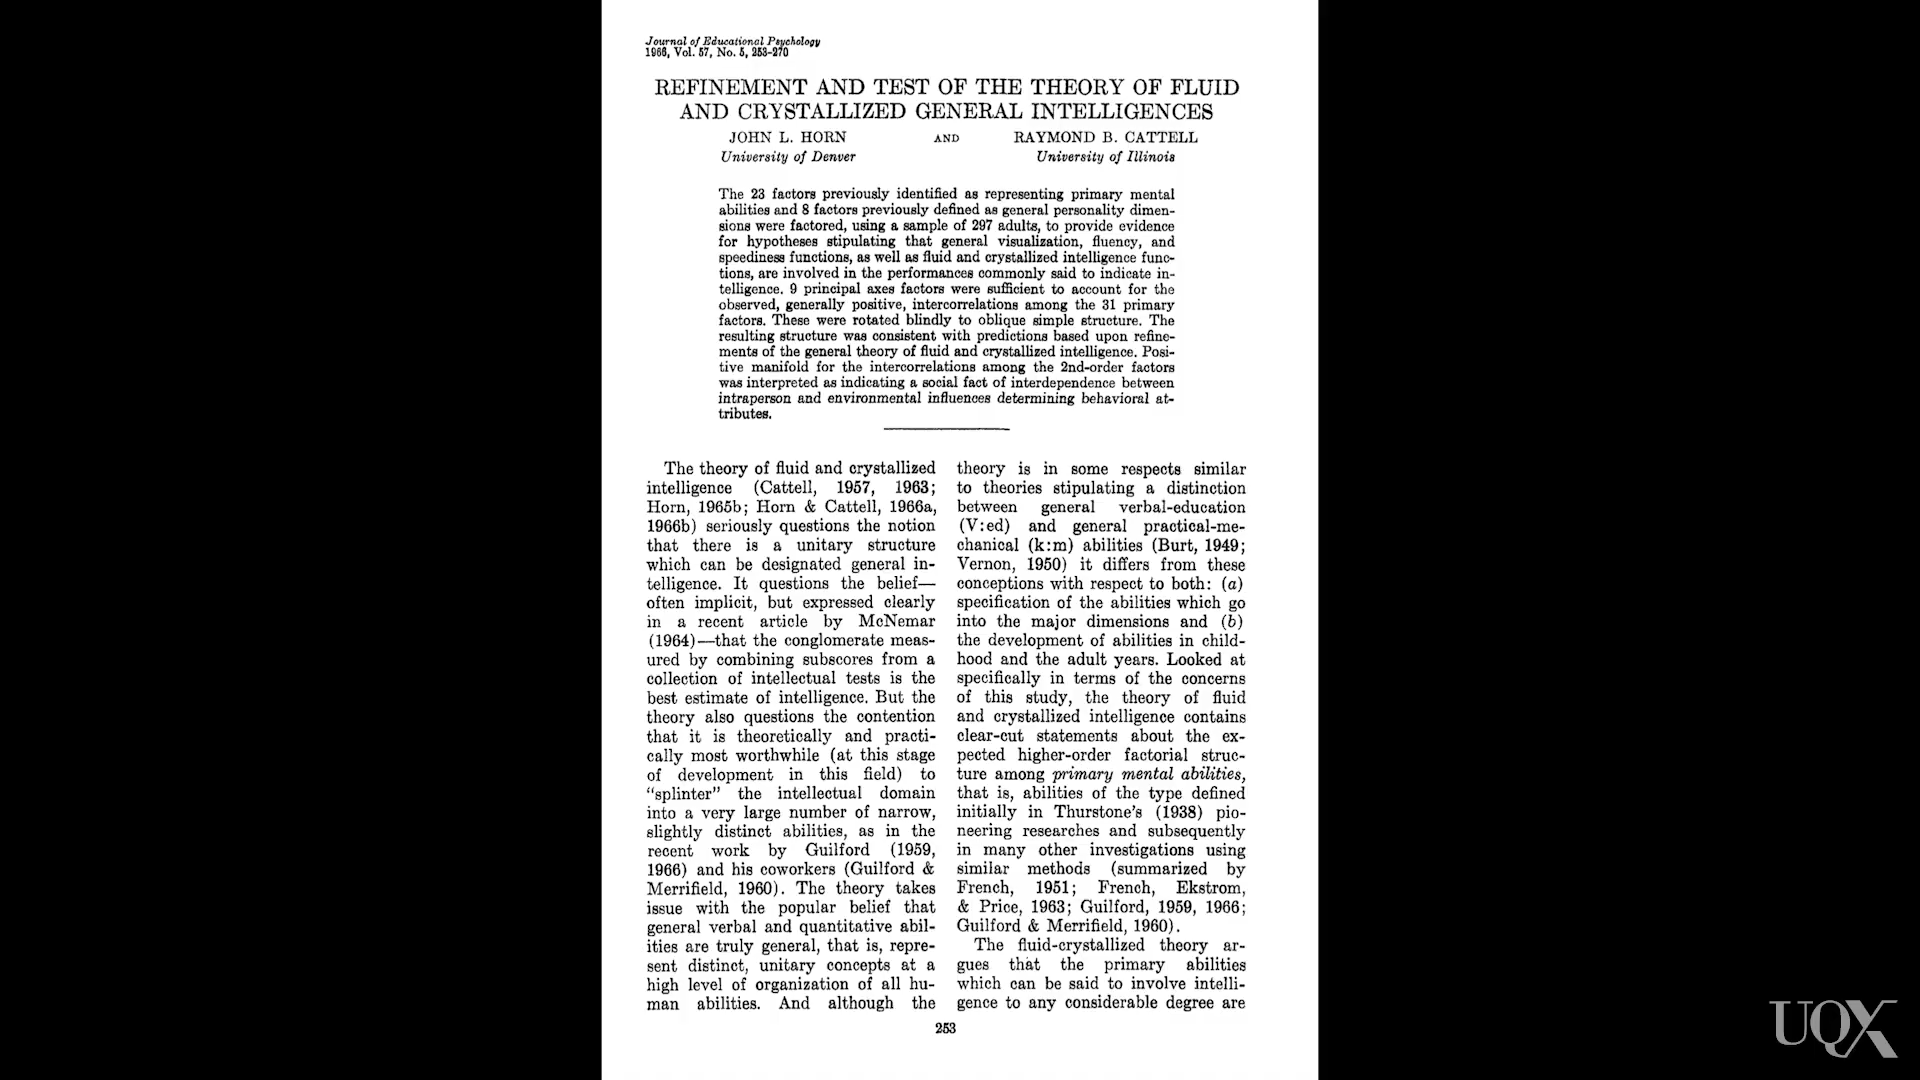 Journal of Educational Psychology
1966, Vol. 57, No. 5, 253-270
REFINEMENT AND TEST OF THE THEORY OF FLUID
AND CRYSTALLIZED GENERAL INTELLIGENCES
JOHN L. HORN AND RAYMOND B. CATTELL
University of Denver University of Illinois
The 23 factors previously identified as representing primary mental
abilities and 8 factors previously defined as general personality dimen-
sions were factored, using a sample of 297 adults, to provide evidence
for hypotheses stipulating that general visualization, fluency, and
speediness functions, as well as fluid and crystallized intelligence func-
tions, are involved in the performances commonly said to indicate in-
telligence. 9 principal axes factors were sufficient to account for the
observed, generally positive, intercorrelations among the 31 primary
factors. These were rotated blindly to oblique simple structure. The
resulting structure was consistent with predictions based upon refine-
ments of the general theory of fluid and crystallized intelligence. Posi-
tive manifold for the intercorrelations among the 2nd-order factors
was interpreted as indicating a social fact of interdependence between
intraperson and environmental influences determining behavioral at-
tributes.
The theory of fluid and crystallized
intelligence (Cattell, 1957, 1963;
Horn, 1965b; Horn & Cattell, 1966a,
1966b) seriously questions the notion
that there is a unitary structure
which can be designated general in-
telligence. It questions the belief—
often implicit, but expressed clearly
in a recent article by McNemar
(1964)—that the conglomerate meas-
ured by combining subscores from a
collection of intellectual tests is the
best estimate of intelligence. But the
theory also questions the contention
that it is theoretically and practi-
cally most worthwhile (at this stage
of development in this field) to
"splinter" the intellectual domain
into a very large number of narrow,
slightly distinct abilities, as in the
recent work by Guilford (1959,
1966) and his coworkers (Guilford &
Merrifield, 1960). The theory takes
issue with the popular belief that
general verbal and quantitative abil-
ities are truly general, that is, repre-
sent distinct, unitary concepts at a
high level of organization of all hu-
man abilities. And although the
theory is in some respects similar
to theories stipulating a distinction
between general verbal-education
(V:ed) and general practical-me-
chanical (k:m) abilities (Burt, 1949;
Vernon, 1950) it differs from these
conceptions with respect to both: (a)
specification of the abilities which go
into the major dimensions and (b)
the development of abilities in child-
hood and the adult years. Looked at
specifically in terms of the concerns
of this study, the theory of fluid
and crystallized intelligence contains
clear-cut statements about the ex-
pected higher-order factorial struc-
ture among primary mental abilities,
that is, abilities of the type defined
initially in Thurstone's (1938) pio-
neering researches and subsequently
in many other investigations using
similar methods (summarized by
French, 1951; French, Ekstrom,
& Price, 1963; Guilford, 1959, 1966;
Guilford & Merrifield, 1960).
The fluid-crystallized theory ar-
gues that the primary abilities
which can be said to involve intelli-
gence to any considerable degree are
253
UQX